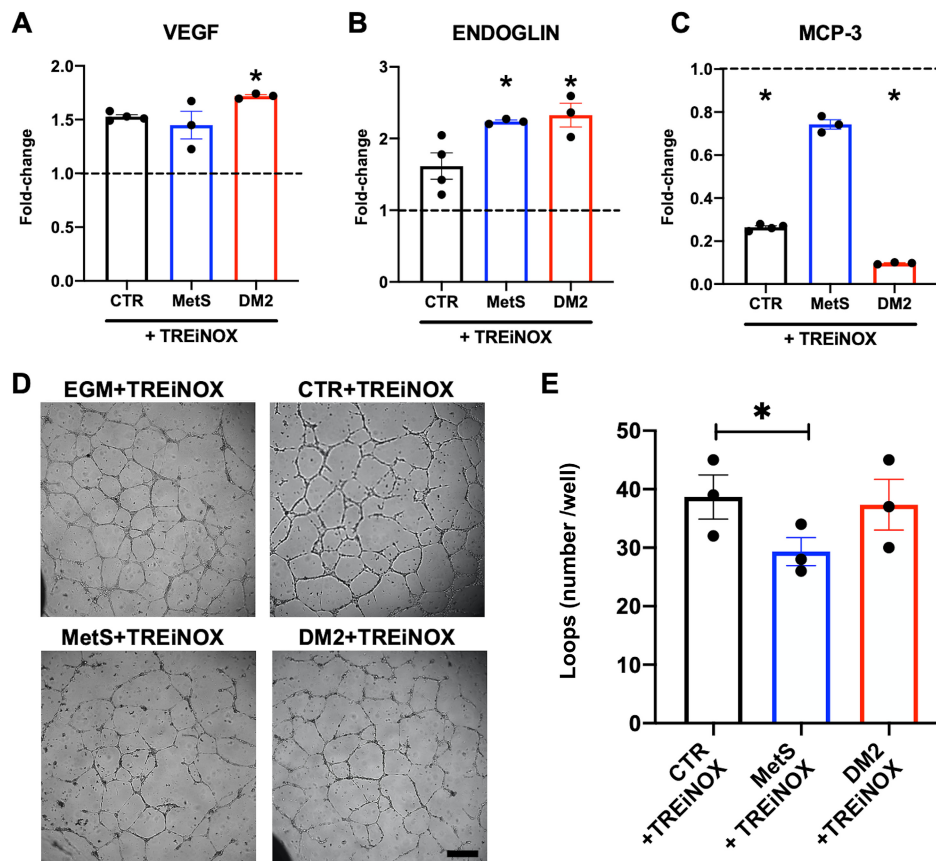 A
VEGF
Fold-change
2.0
1.5
1.0
0.5
0.0
*
CTR MetS DM2
+ TREiNOX
B
ENDOGLIN
Fold-change
3
2
1
0
* *
CTR MetS DM2
+ TREiNOX
C
MCP-3
Fold-change
1.0
0.8
0.6
0.4
0.2
0.0
* *
CTR MetS DM2
+ TREiNOX
D
EGM+TREiNOX CTR+TREiNOX
MetS+TREiNOX DM2+TREiNOX
E
Loops (number /well)
50
40
30
20
10
0
*
CTR
+TREiNOX
MetS
+ TREiNOX
DM2
+TREiNOX